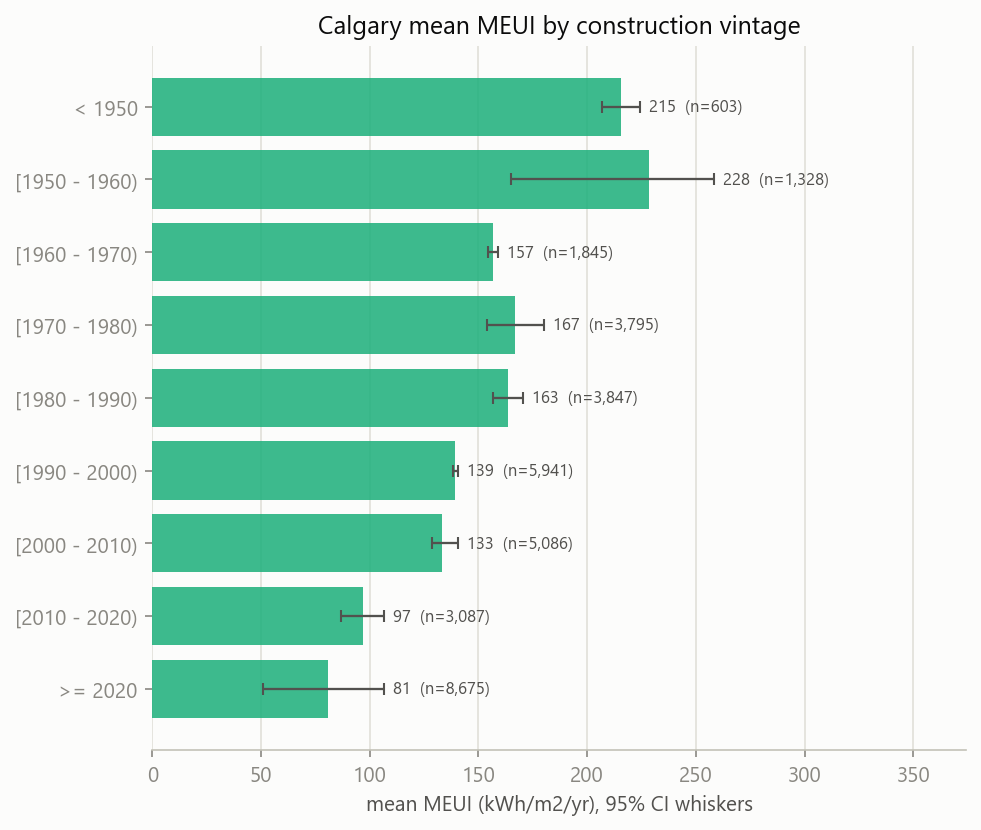 Calgary mean MEUI by construction vintage
< 1950
215 (n=603)
[1950 - 1960)
228 (n=1,328)
[1960 - 1970)
157 (n=1,845)
[1970 - 1980)
167 (n=3,795)
[1980 - 1990)
163 (n=3,847)
[1990 - 2000)
139 (n=5,941)
[2000 - 2010)
133 (n=5,086)
[2010 - 2020)
97 (n=3,087)
>= 2020
81 (n=8,675)
0 50 100 150 200 250 300 350
mean MEUI (kWh/m2/yr), 95% CI whiskers